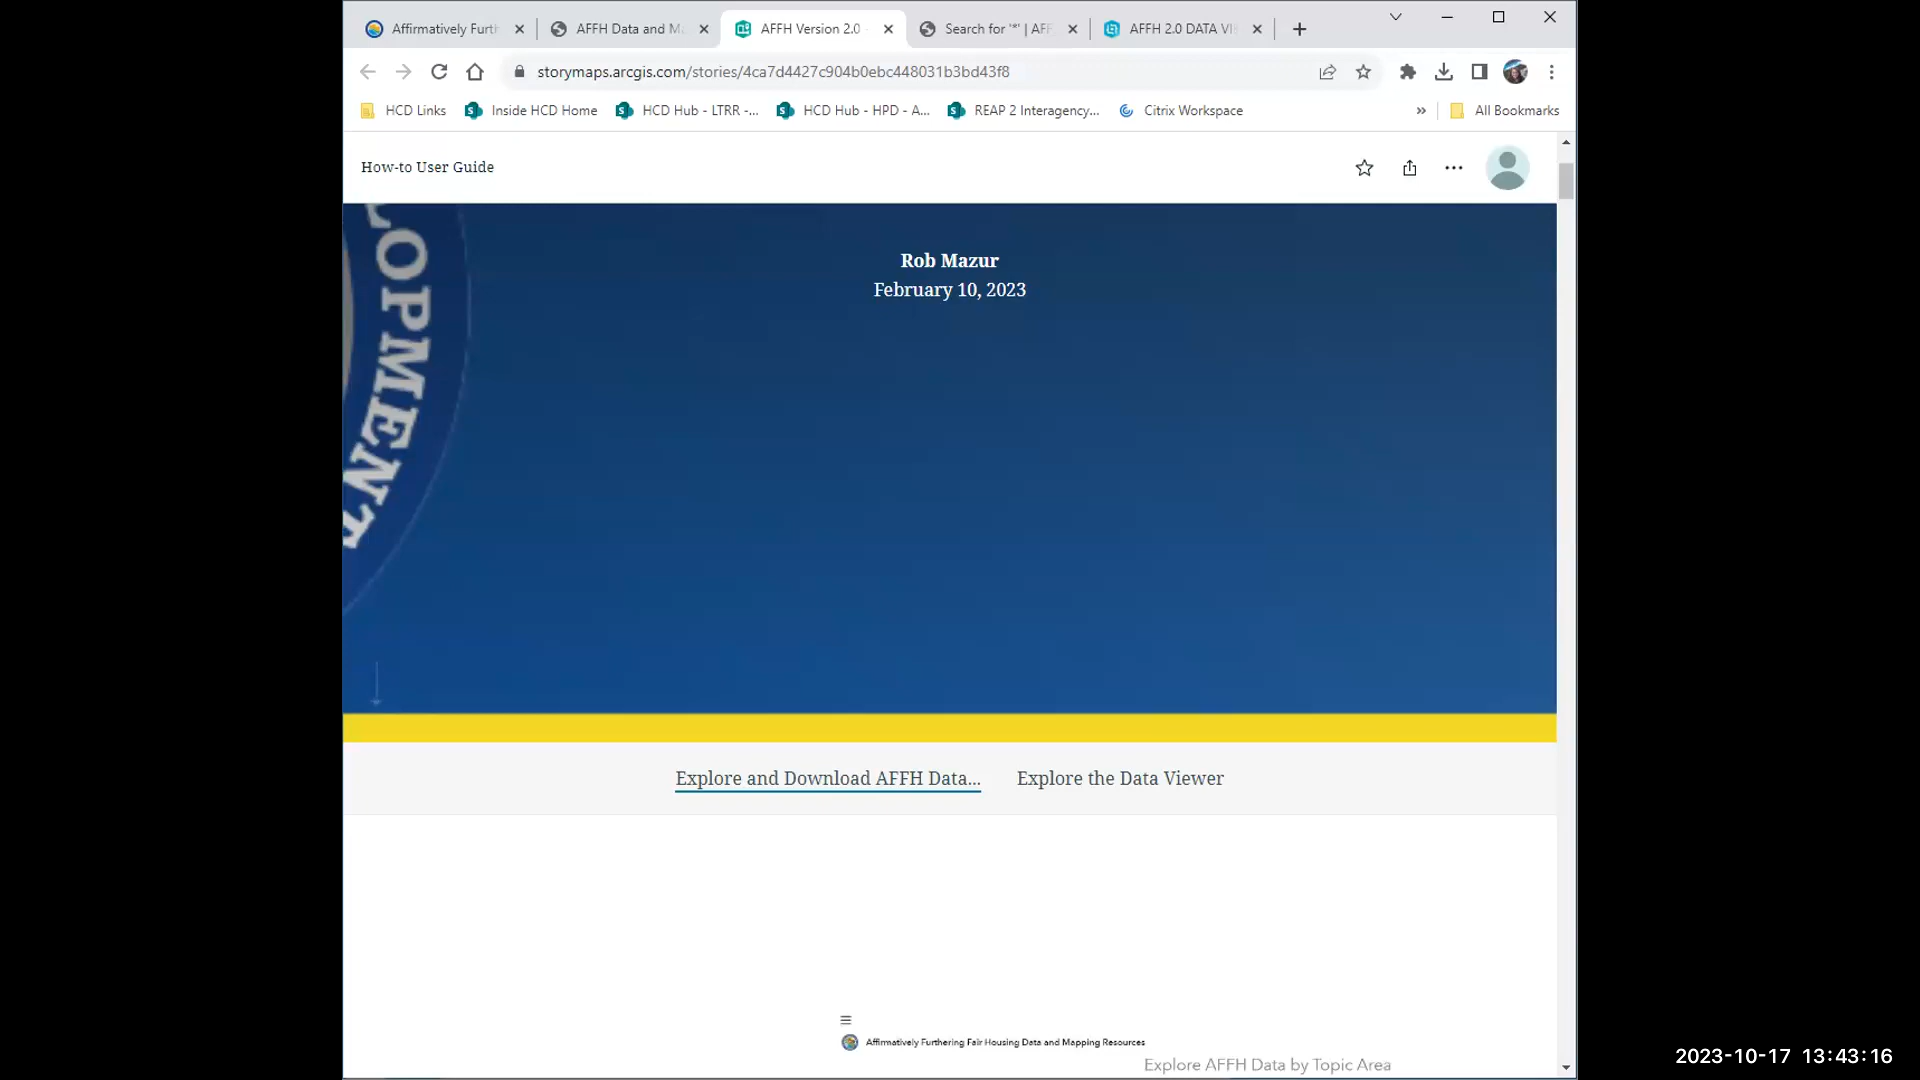 Affirmatively Furth
AFFH Data and M
AFFH Version 2.0
Search for '*' | AFF
AFFH 2.0 DATA VI
storymaps.arcgis.com/stories/4ca7d4427c904b0ebc448031b3bd43f8
HCD Links
Inside HCD Home
HCD Hub - LTRR -...
HCD Hub - HPD - A...
REAP 2 Interagency...
Citrix Workspace
»
All Bookmarks
How-to User Guide
LOPMENT
Rob Mazur
February 10, 2023
Explore and Download AFFH Data...
Explore the Data Viewer
Affirmatively Furthering Fair Housing Data and Mapping Resources
Explore AFFH Data by Topic Area
2023-10-17 13:43:16